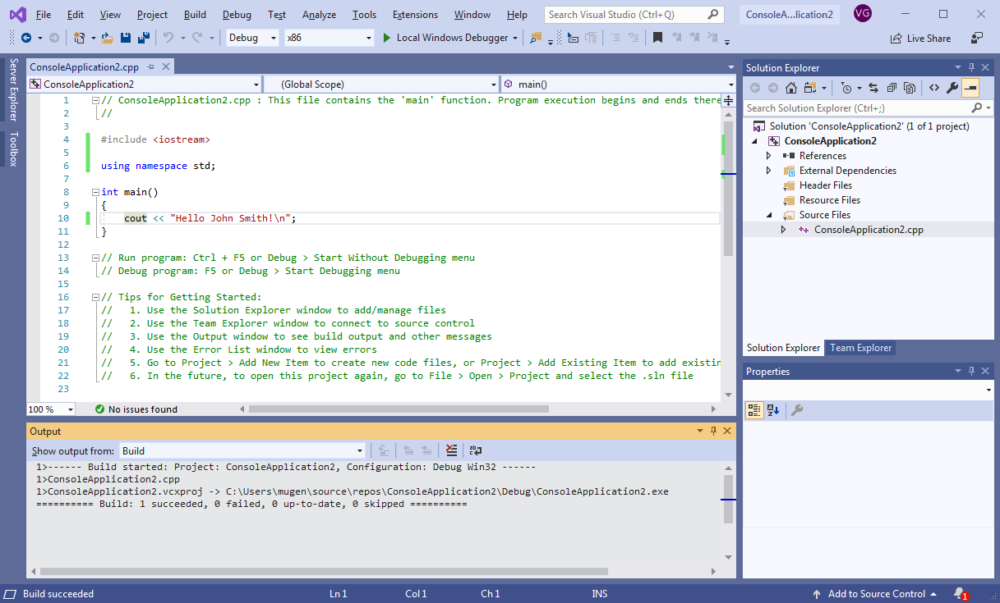 File Edit View Project Build Debug Test Analyze Tools Extensions Window Help Search Visual Studio (Ctrl+Q) ConsoleA...lication2 VG
Debug x86 Local Windows Debugger Live Share
Server Explorer
Toolbox
ConsoleApplication2.cpp
ConsoleApplication2 (Global Scope) main()
1 // ConsoleApplication2.cpp : This file contains the 'main' function. Program execution begins and ends there
2 //
3
4 #include <iostream>
5
6 using namespace std;
7
8 int main()
9 {
10 cout << "Hello John Smith!\n";
11 }
12
13 // Run program: Ctrl + F5 or Debug > Start Without Debugging menu
14 // Debug program: F5 or Debug > Start Debugging menu
15
16 // Tips for Getting Started:
17 //   1. Use the Solution Explorer window to add/manage files
18 //   2. Use the Team Explorer window to connect to source control
19 //   3. Use the Output window to see build output and other messages
20 //   4. Use the Error List window to view errors
21 //   5. Go to Project > Add New Item to create new code files, or Project > Add Existing Item to add existin
22 //   6. In the future, to open this project again, go to File > Open > Project and select the .sln file
23
100 % No issues found
Output
Show output from: Build
1>------ Build started: Project: ConsoleApplication2, Configuration: Debug Win32 ------
1>ConsoleApplication2.cpp
1>ConsoleApplication2.vcxproj -> C:\Users\mugen\source\repos\ConsoleApplication2\Debug\ConsoleApplication2.exe
========== Build: 1 succeeded, 0 failed, 0 up-to-date, 0 skipped ==========
Solution Explorer
Search Solution Explorer (Ctrl+;)
Solution 'ConsoleApplication2' (1 of 1 project)
ConsoleApplication2
References
External Dependencies
Header Files
Resource Files
Source Files
ConsoleApplication2.cpp
Solution Explorer Team Explorer
Properties
Build succeeded Ln 1 Col 1 Ch 1 INS Add to Source Control 1